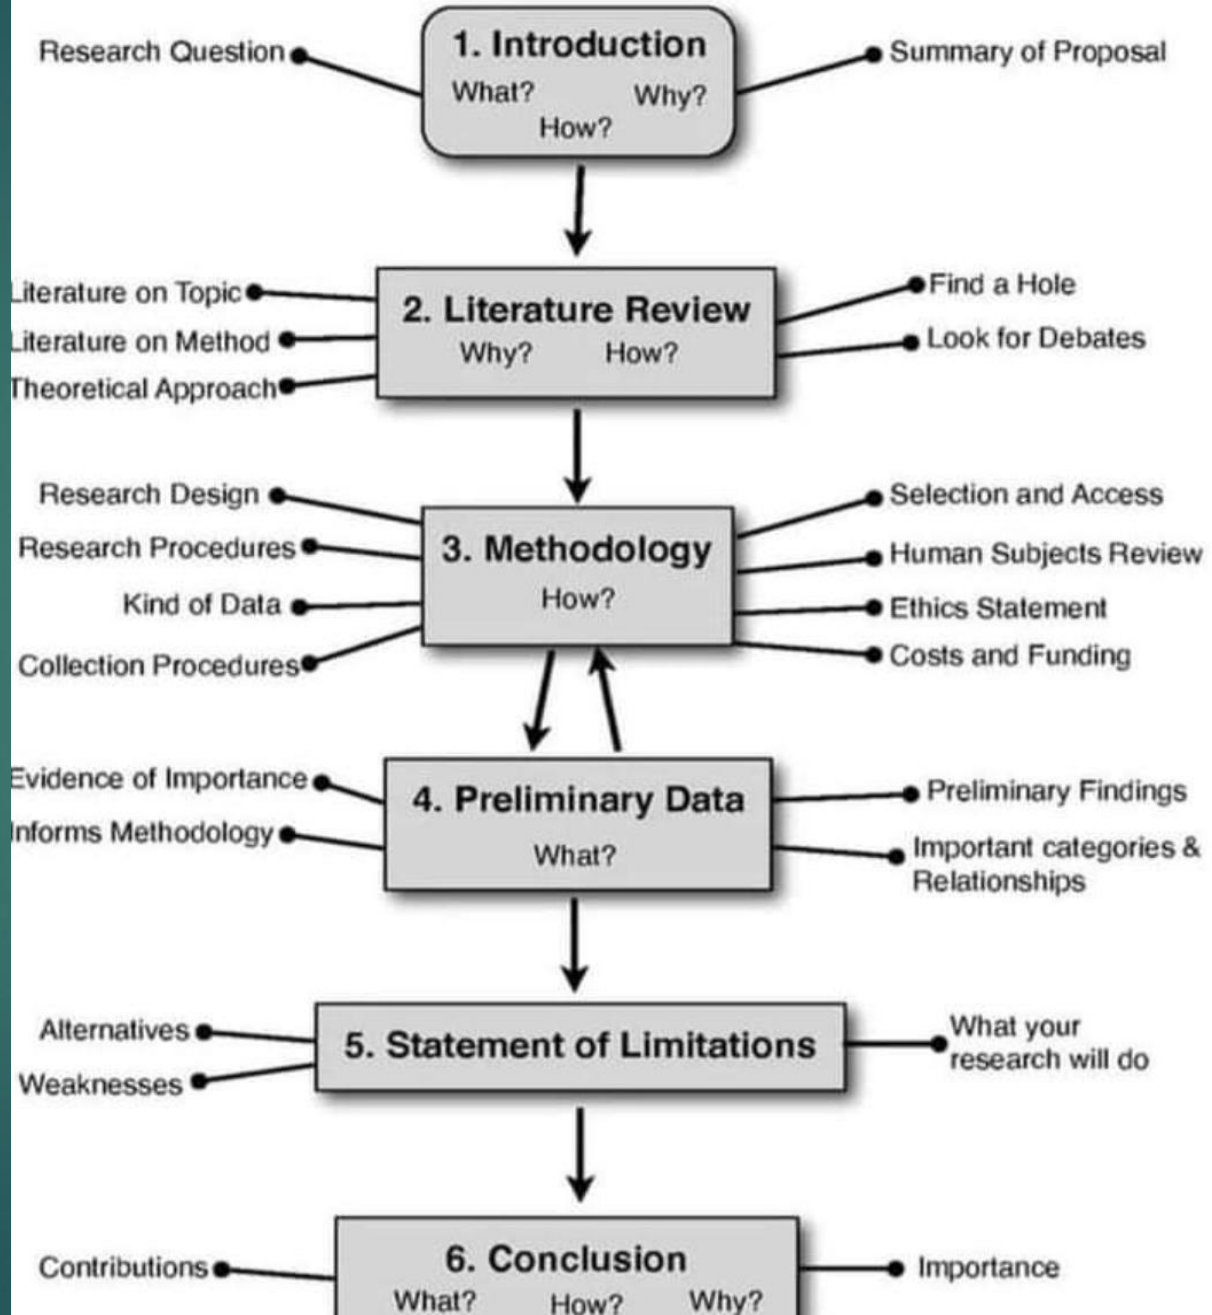 Research Question
1. Introduction
What? Why?
How?
Summary of Proposal
Literature on Topic
Literature on Method
Theoretical Approach
2. Literature Review
Why? How?
Find a Hole
Look for Debates
Research Design
Research Procedures
Kind of Data
Collection Procedures
3. Methodology
How?
Selection and Access
Human Subjects Review
Ethics Statement
Costs and Funding
Evidence of Importance
Informs Methodology
4. Preliminary Data
What?
Preliminary Findings
Important categories &
Relationships
Alternatives
Weaknesses
5. Statement of Limitations
What your
research will do
Contributions
6. Conclusion
What? How? Why?
Importance